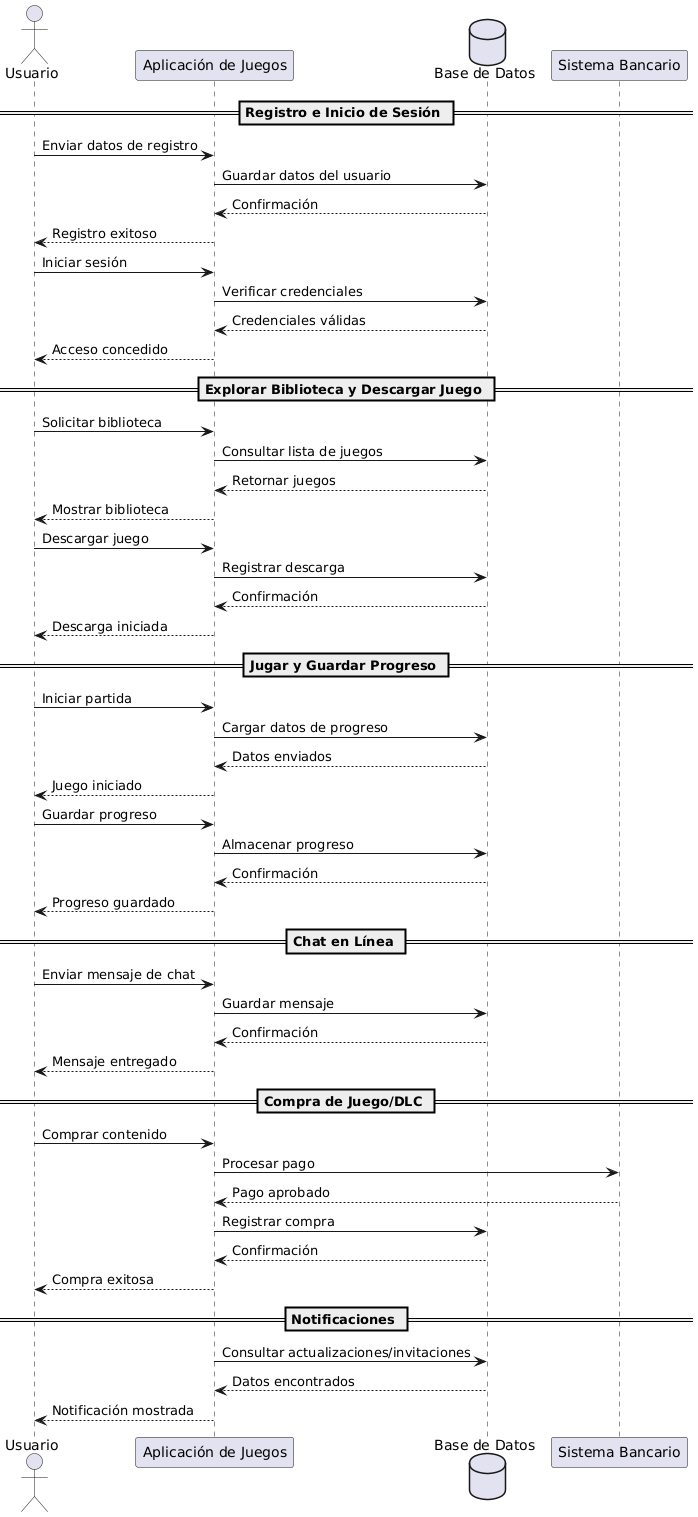 Usuario
Aplicación de Juegos
Base de Datos
Sistema Bancario
Registro e Inicio de Sesión
Enviar datos de registro
Guardar datos del usuario
Confirmación
Registro exitoso
Iniciar sesión
Verificar credenciales
Credenciales válidas
Acceso concedido
Explorar Biblioteca y Descargar Juego
Solicitar biblioteca
Consultar lista de juegos
Retornar juegos
Mostrar biblioteca
Descargar juego
Registrar descarga
Confirmación
Descarga iniciada
Jugar y Guardar Progreso
Iniciar partida
Cargar datos de progreso
Datos enviados
Juego iniciado
Guardar progreso
Almacenar progreso
Confirmación
Progreso guardado
Chat en Línea
Enviar mensaje de chat
Guardar mensaje
Confirmación
Mensaje entregado
Compra de Juego/DLC
Comprar contenido
Procesar pago
Pago aprobado
Registrar compra
Confirmación
Compra exitosa
Notificaciones
Consultar actualizaciones/invitaciones
Datos encontrados
Notificación mostrada
Usuario
Aplicación de Juegos
Base de Datos
Sistema Bancario